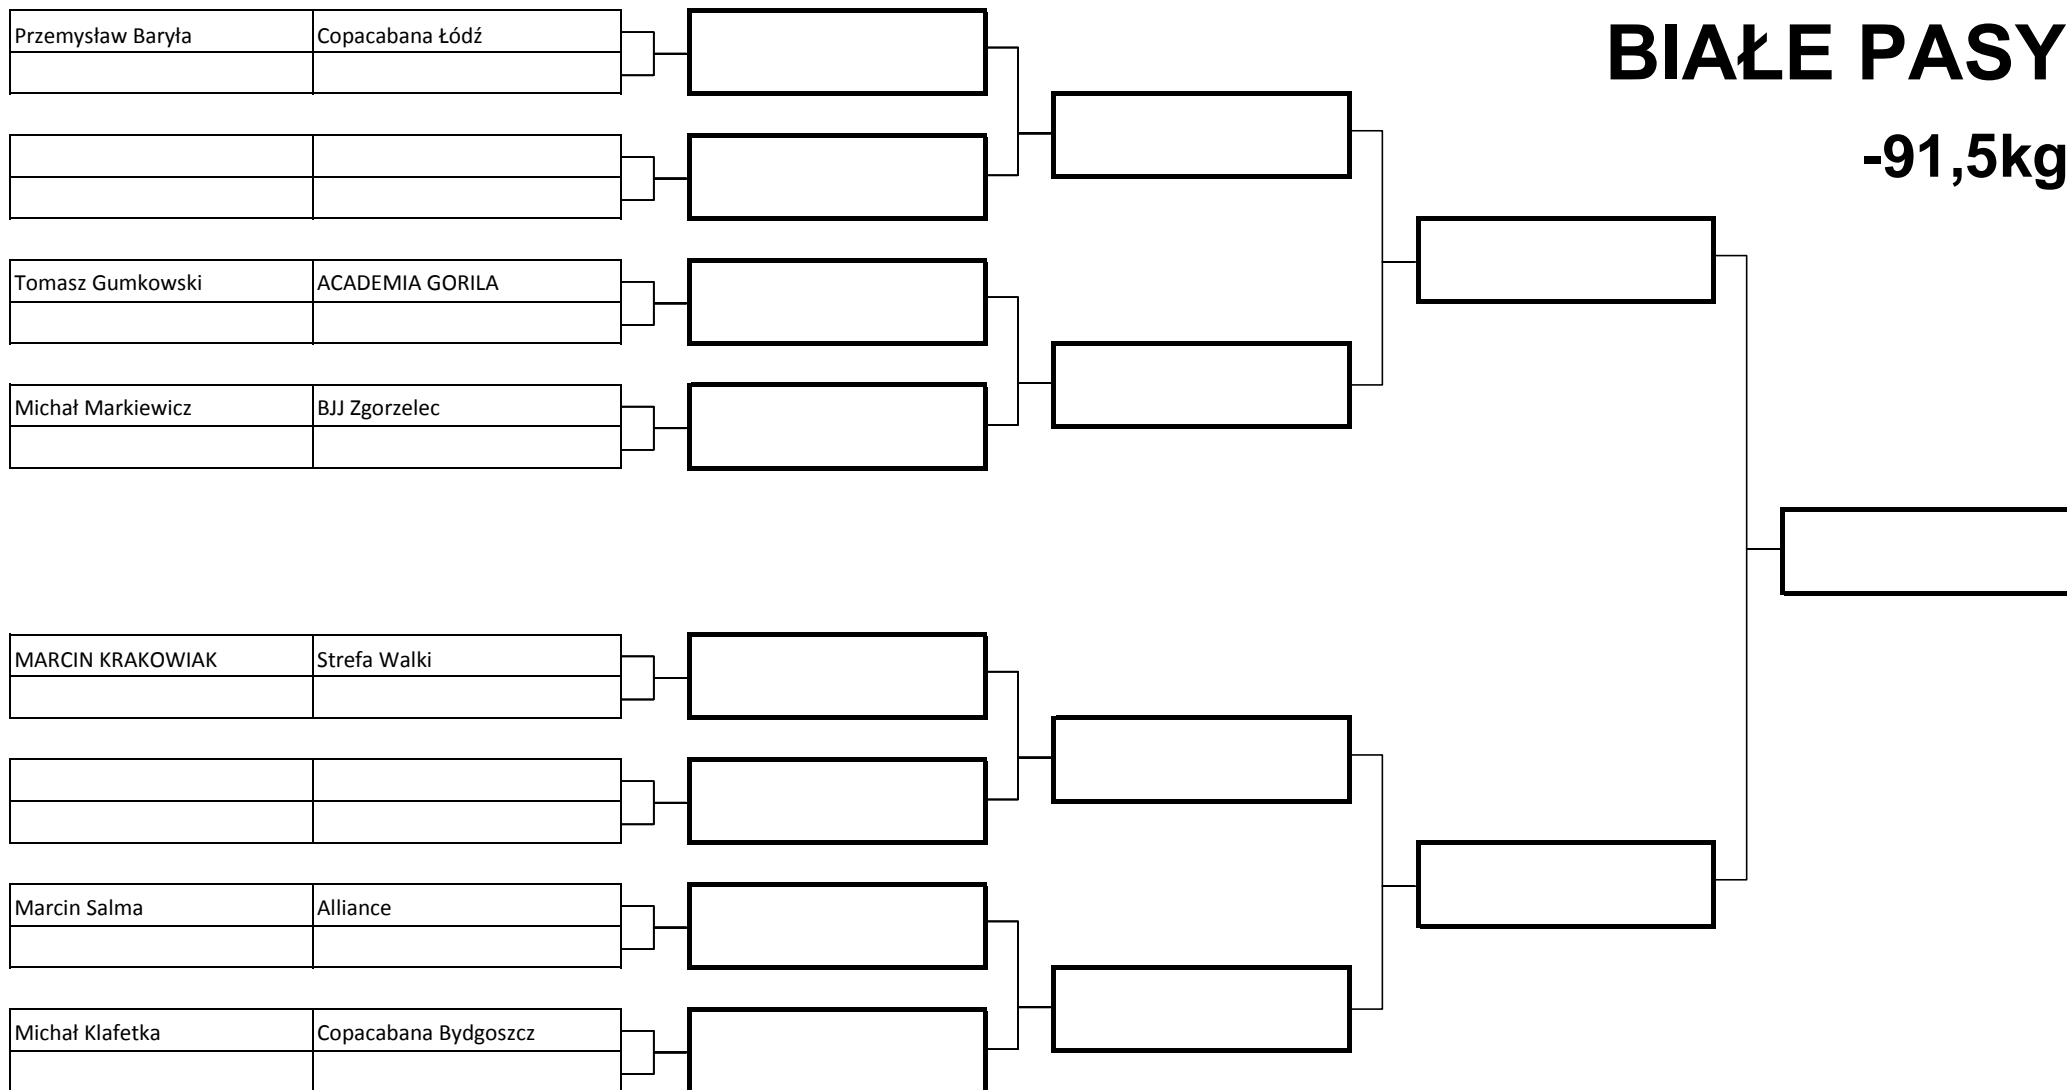 BIAŁE PASY
-91,5kg
Przemysław Baryła Copacabana Łódź
Tomasz Gumkowski ACADEMIA GORILA
Michał Markiewicz BJJ Zgorzelec
MARCIN KRAKOWIAK Strefa Walki
Marcin Salma Alliance
Michał Klafetka Copacabana Bydgoszcz